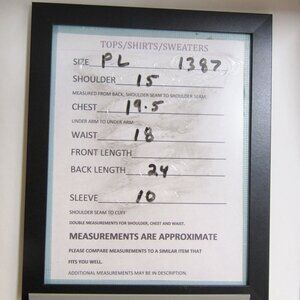 TOPS/SHIRTS/SWEATERS
SIZE PL 1387
SHOULDER 15
MEASURED FROM BACK, SHOULDER SEAM TO SHOULDER SEAM
CHEST 19.5
UNDER ARM TO UNDER ARM
WAIST 18
FRONT LENGTH
BACK LENGTH 24
SLEEVE 10
SHOULDER SEAM TO CUFF
DOUBLE MEASUREMENTS FOR SHOULDER, CHEST AND WAIST.
MEASUREMENTS ARE APPROXIMATE
PLEASE COMPARE MEASUREMENTS TO A SIMILAR ITEM THAT
FITS YOU WELL.
ADDITIONAL MEASUREMENTS MAY BE IN DESCRIPTION.